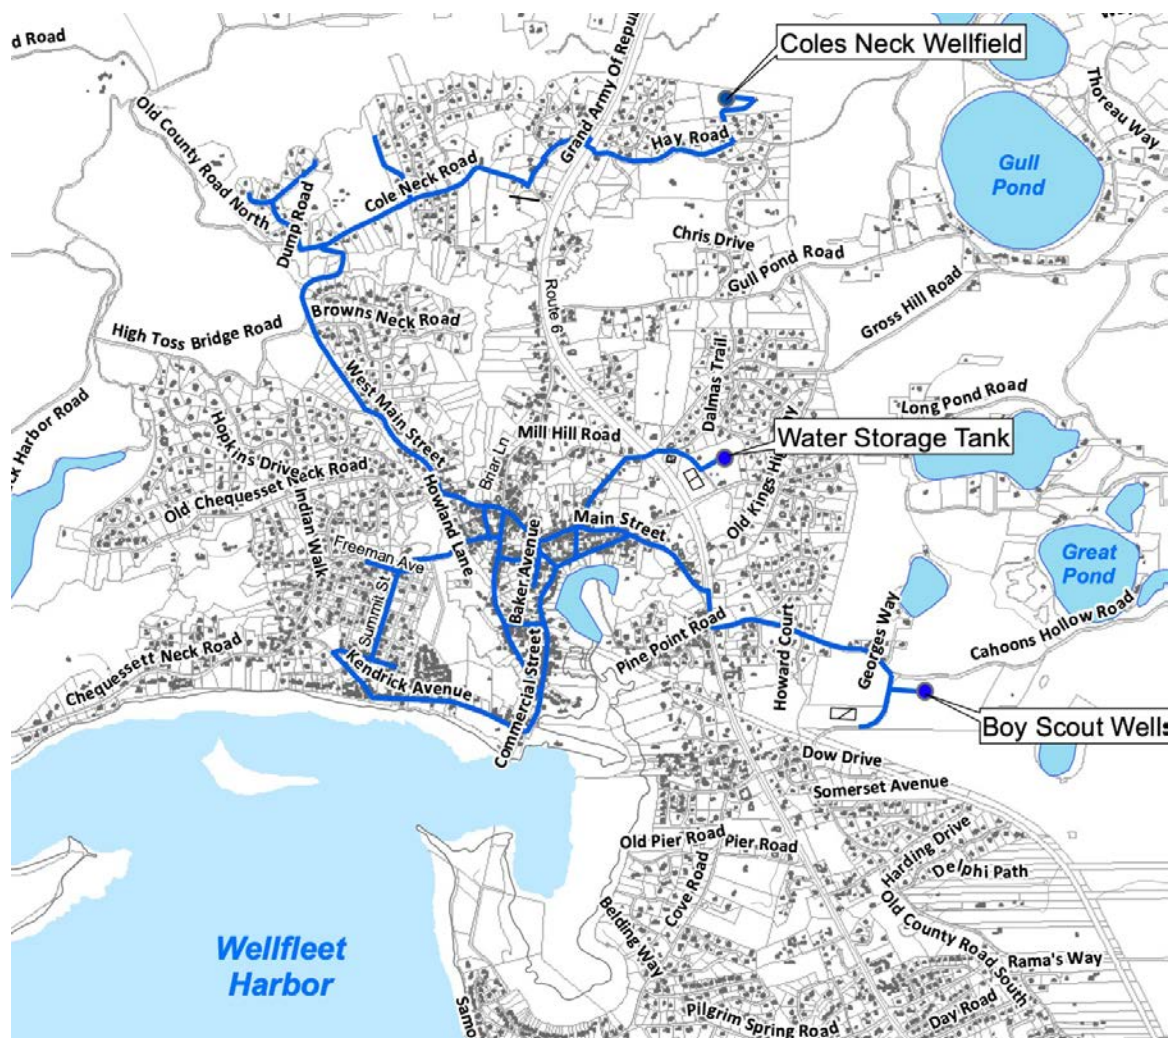 d Road
Grand Army Of Repu
Coles Neck Wellfield
Thoreau Way
Old County Road North
Hay Road
Gull
Pond
Cole Neck Road
Dump Road
Chris Drive
Gull Pond Road
Route 6
Gross Hill Road
Browns Neck Road
High Toss Bridge Road
West Main Street
Dalmas Trail
Long Pond Road
Harbor Road
Hopkins Drive
Mill Hill Road
Briar Ln
Water Storage Tank
Old Chequesset Neck Road
Old Kings Hi
ay
Howland Lane
Indian Walk
Main Street
Freeman Ave
Baker Avenue
Great
Pond
Summit St
Georges Way
Cahoons Hollow Road
Pine Point Road
Howard Court
Chequessett Neck Road
Kendrick Avenue
Commercial Street
Boy Scout Wells
Dow Drive
Somerset Avenue
Old Pier Road
Pier Road
Harding Drive
Delphi Path
Cove Road
Belding Way
Old County Road South
Wellfleet
Harbor
Rama's Way
Day Road
Pilgrim Spring Road
Samo